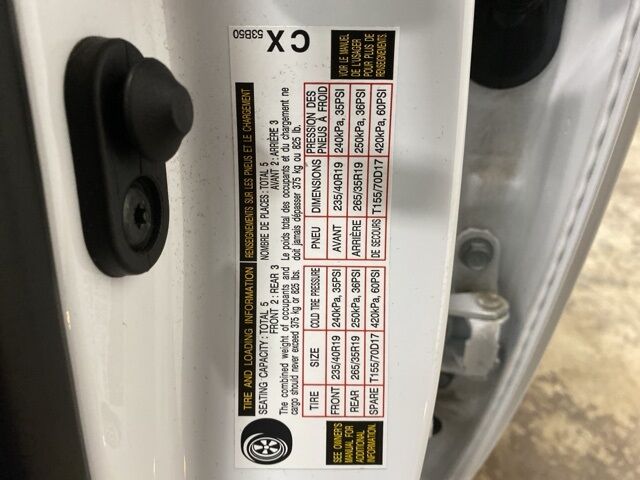 TIRE AND LOADING INFORMATION
RENSEIGNEMENTS SUR LES PNEUS ET LE CHARGEMENT
SEATING CAPACITY: TOTAL 5
FRONT 2: REAR 3
NOMBRE DE PLACES: TOTAL 5
AVANT 2: ARRIÈRE 3
The combined weight of occupants and
cargo should never exceed 375 kg or 825 lbs.
Le poids total des occupants et du chargement ne
doit jamais dépasser 375 kg ou 825 lb.
TIRE SIZE COLD TIRE PRESSURE
FRONT 235/40R19 240kPa, 35PSI
REAR 265/35R19 250kPa, 36PSI
SPARE T155/70D17 420kPa, 60PSI
PNEU DIMENSIONS PRESSION DES
PNEUS À FROID
AVANT 235/40R19 240kPa, 35PSI
ARRIÈRE 265/35R19 250kPa, 36PSI
DE SECOURS T155/70D17 420kPa, 60PSI
SEE OWNER'S
MANUAL FOR
ADDITIONAL
INFORMATION.
VOIR LE MANUEL
DE L'USAGER
POUR PLUS DE
RENSEIGNEMENTS.
53B50
CX